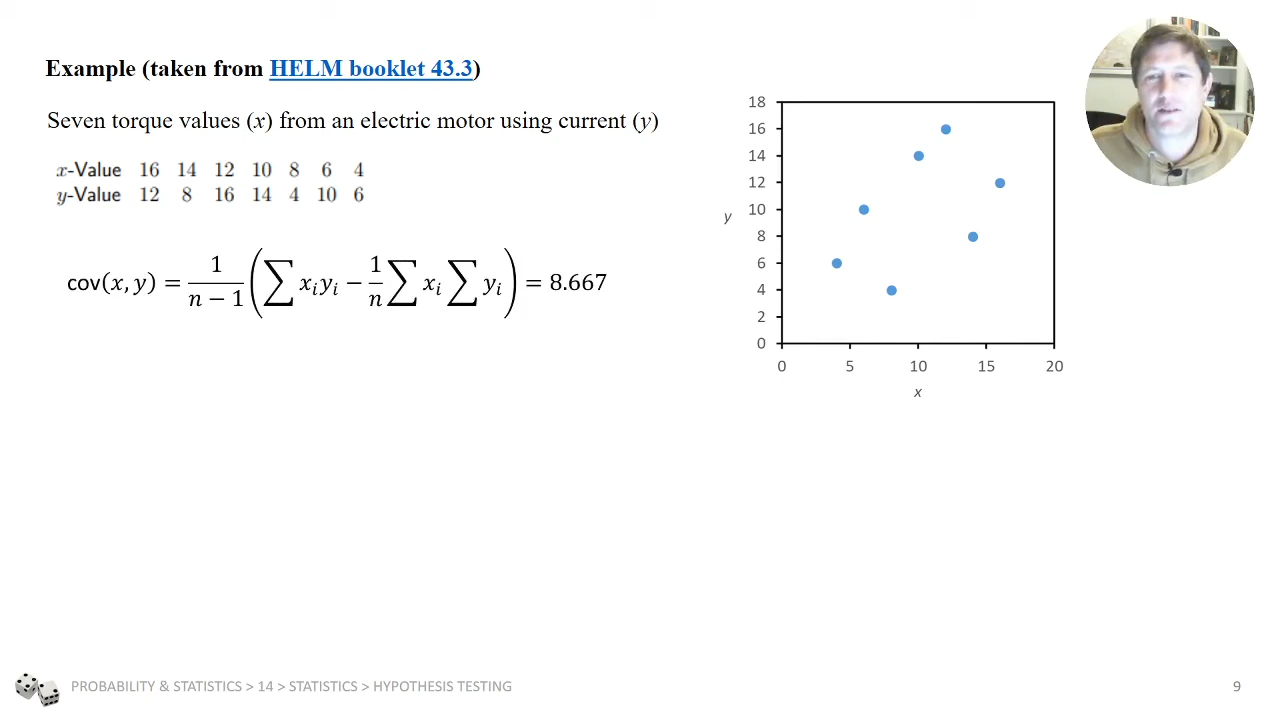 Example (taken from HELM booklet 43.3)
Seven torque values (x) from an electric motor using current (y)
x-Value 16 14 12 10 8 6 4
y-Value 12 8 16 14 4 10 6
cov(x, y) = 1/(n − 1) (∑ xᵢyᵢ − 1/n ∑ xᵢ ∑ yᵢ) = 8.667
18
16
14
12
10
8
6
4
2
0
y
0 5 10 15 20
x
PROBABILITY & STATISTICS > 14 > STATISTICS > HYPOTHESIS TESTING
9